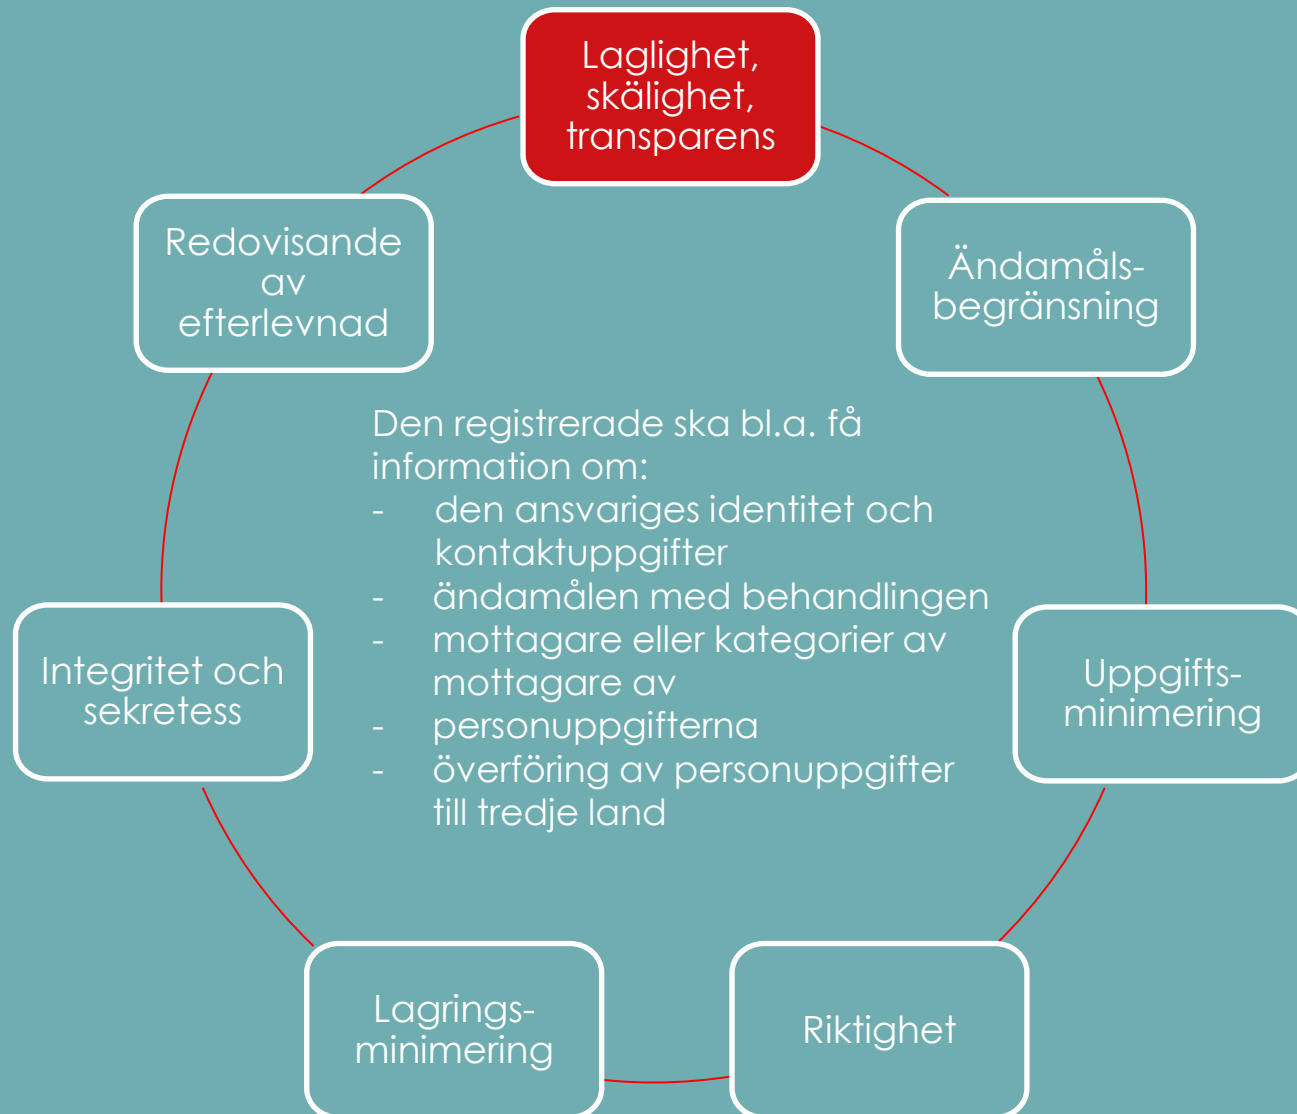 Laglighet,
skälighet,
transparens
Redovisande
av
efterlevnad
Ändamåls-
begränsning
Den registrerade ska bl.a. få
information om:
- den ansvariges identitet och
kontaktuppgifter
- ändamålen med behandlingen
- mottagare eller kategorier av
mottagare av
- personuppgifterna
- överföring av personuppgifter
till tredje land
Integritet och
sekretess
Uppgifts-
minimering
Lagrings-
minimering
Riktighet